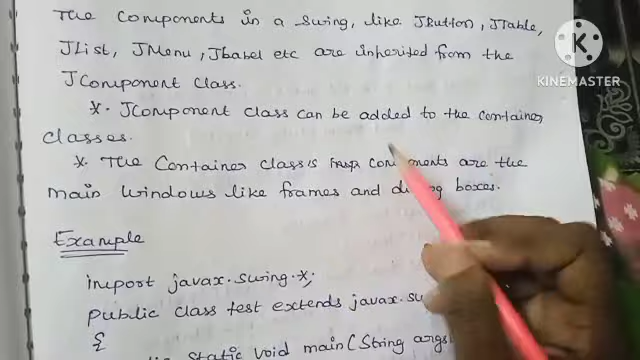 The Components in a Swing, like JButton, JTable,
JList, JMenu, JLabel etc are inherited from the
JComponent Class.
* JComponent Class can be added to the container
classes.
* The Container class is components are the
main windows like frames and boxes.
Example
import javax.swing.*;
public class test extends javax.
{
static void main(String args
KINEMASTER